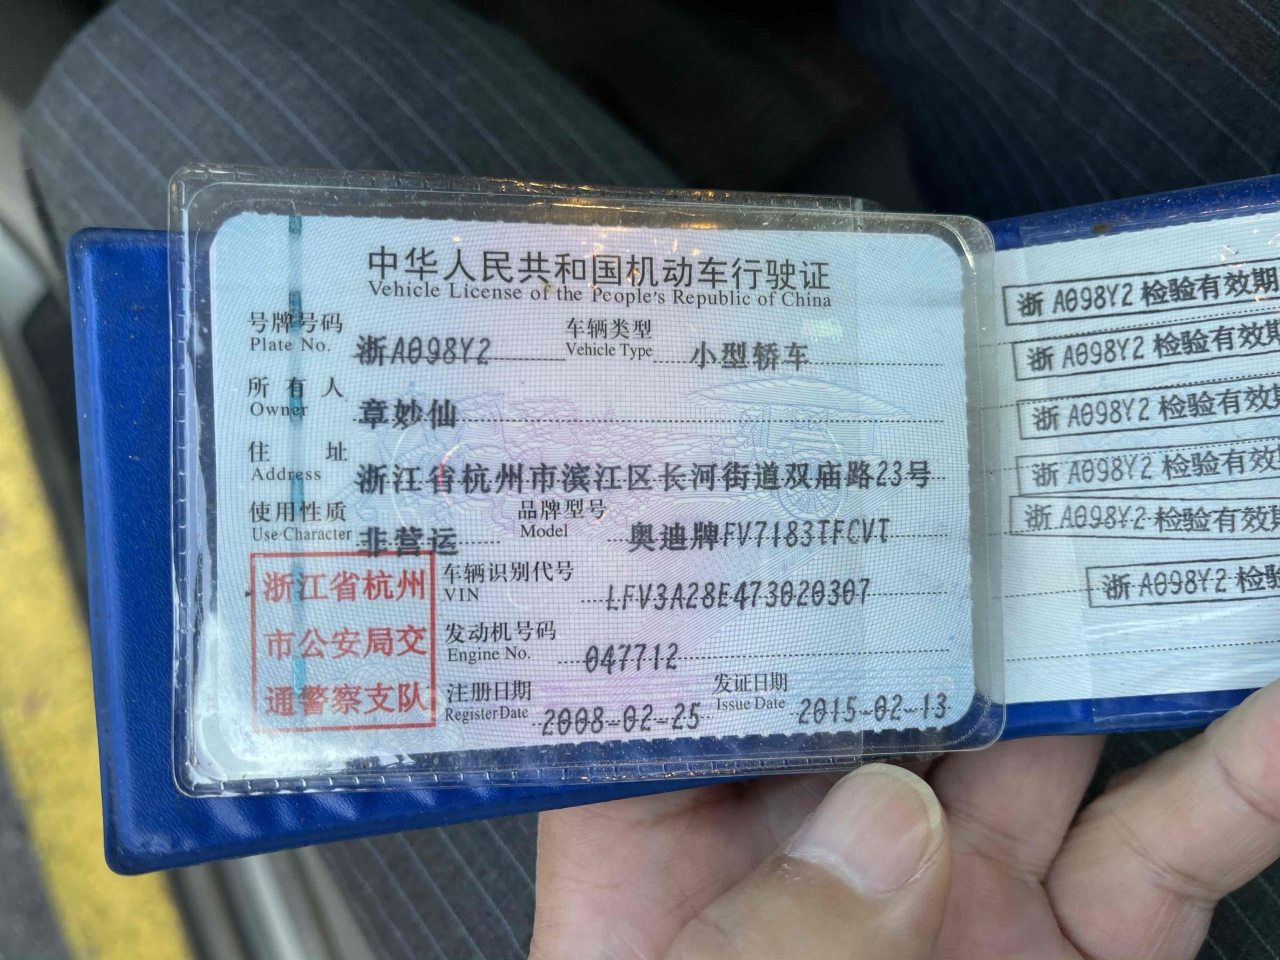 中华人民共和国机动车行驶证
Vehicle License of the People's Republic of China
号牌号码 浙A098Y2 车辆类型 小型轿车
Plate No. Vehicle Type
所有人 章妙仙
Owner
住址 浙江省杭州市滨江区长河街道双庙路23号
Address
使用性质 非营运 品牌型号 奥迪牌FV7183TFCVT
Use Character Model
浙江省杭州
市公安局交
通警察支队
车辆识别代号 LFV3A28E473020307
VIN
发动机号码 047712
Engine No.
注册日期 2008-02-25 发证日期 2015-02-13
Register Date Issue Date
浙A098Y2检验有效期
浙A098Y2检验有效期
浙A098Y2检验有效期
浙A098Y2检验有效期
浙A098Y2检验有效期
浙A098Y2检验